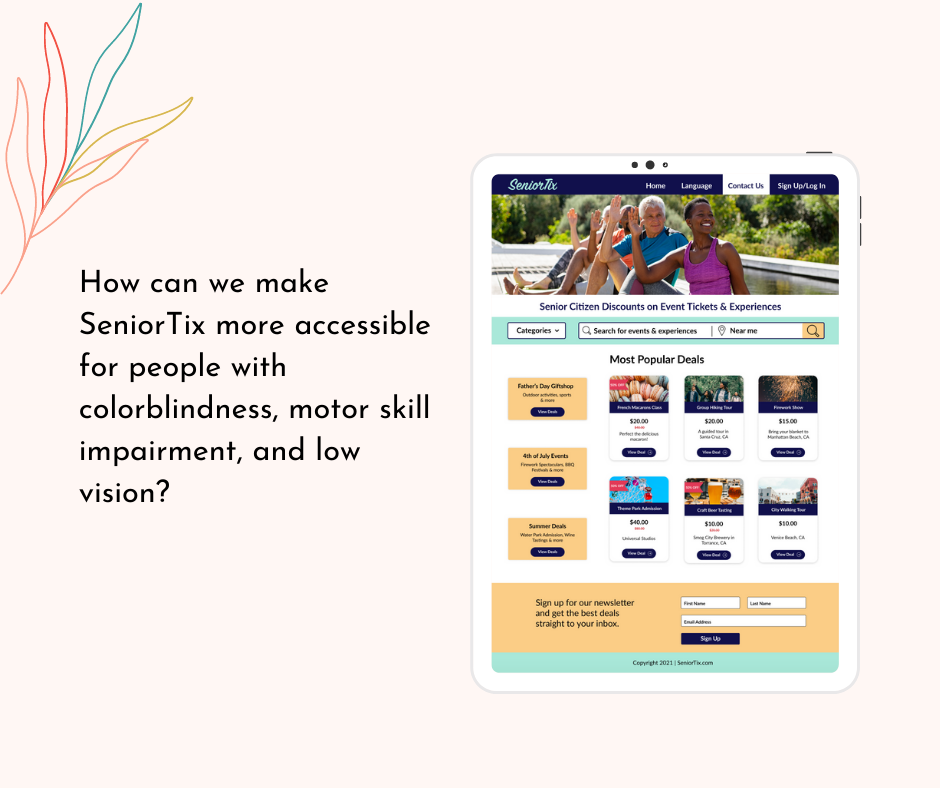 How can we make
SeniorTix more accessible
for people with
colorblindness, motor skill
impairment, and low
vision?
SeniorTix
Home
Language
Contact Us
Sign Up/Log In
Senior Citizen Discounts on Event Tickets & Experiences
Categories
Search for events & experiences
Near me
Most Popular Deals
Father's Day Giftshop
Outdoor activities, sports
& more
View Deals
4th of July Events
Firework Spectaculars, BBQ
Festivals & more
View Deals
Summer Deals
Water Park Admission, Wine
Tastings & more
View Deals
French Macarons Class
$20.00
Perfect the delicious
macaron!
View Deal
Group Hiking Tour
$20.00
A guided tour in
Santa Cruz, CA
View Deal
Firework Show
$15.00
Bring your blanket to
Manhattan Beach, CA
View Deal
Theme Park Admission
$40.00
Universal Studios
View Deal
Craft Beer Tasting
$10.00
Smog City Brewery in
Torrance, CA
View Deal
City Walking Tour
$10.00
Venice Beach, CA
View Deal
Sign up for our newsletter
and get the best deals
straight to your inbox.
First Name
Last Name
Email Address
Sign Up
Copyright 2021 | SeniorTix.com